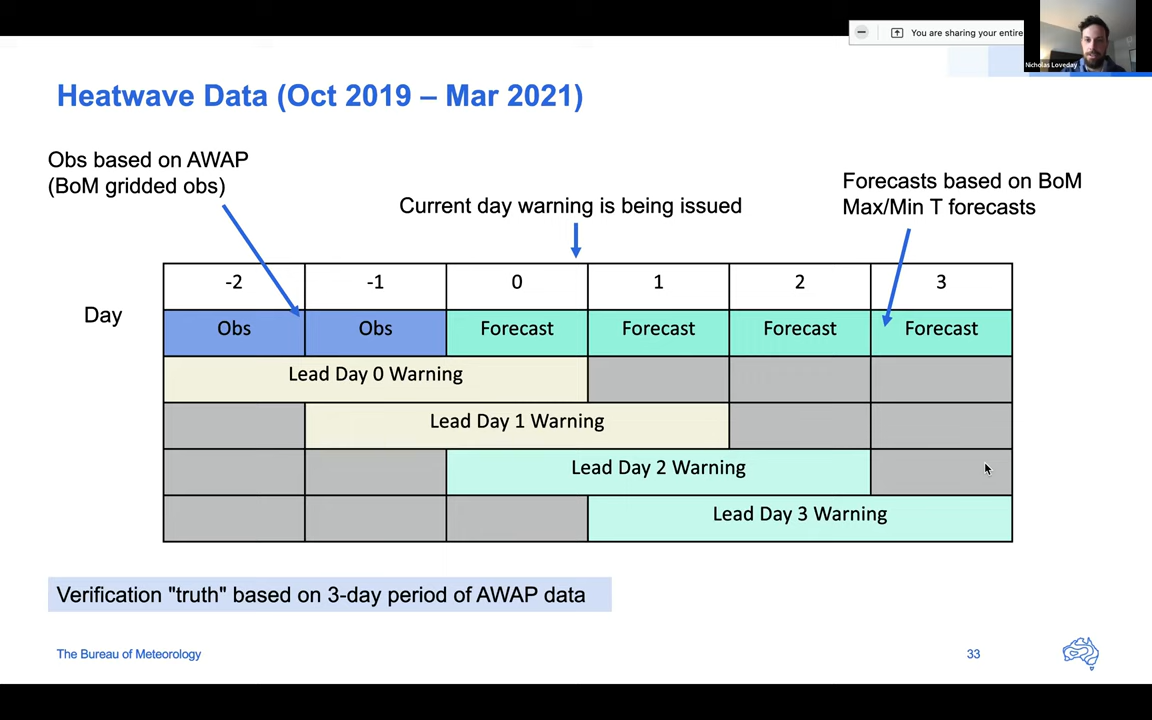 You are sharing your entire
Nicholas Loveday
Heatwave Data (Oct 2019 – Mar 2021)
Obs based on AWAP
(BoM gridded obs)
Current day warning is being issued
Forecasts based on BoM
Max/Min T forecasts
Day
-2 -1 0 1 2 3
Obs Obs Forecast Forecast Forecast Forecast
Lead Day 0 Warning
Lead Day 1 Warning
Lead Day 2 Warning
Lead Day 3 Warning
Verification "truth" based on 3-day period of AWAP data
The Bureau of Meteorology
33